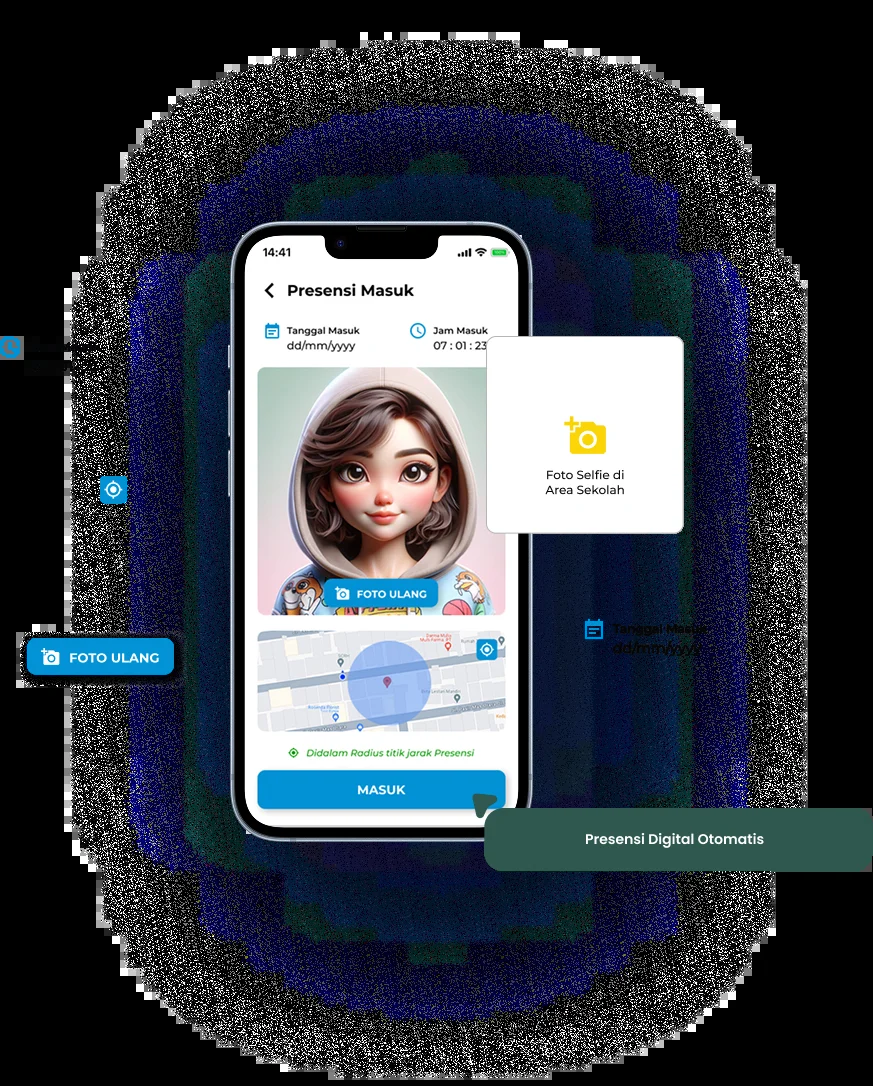 14:41
Presensi Masuk
Tanggal Masuk
dd/mm/yyyy
Jam Masuk
07 : 01 : 23
Foto Selfie di
Area Sekolah
FOTO ULANG
Tanggal Masuk
dd/mm/yyyy
FOTO ULANG
Didalam Radius titik jarak Presensi
MASUK
Presensi Digital Otomatis